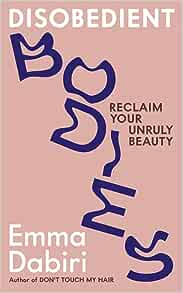 DISOBEDIENT
BODIES
RECLAIM
YOUR
UNRULY
BEAUTY
Emma
Dabiri
Author of DON'T TOUCH MY HAIR